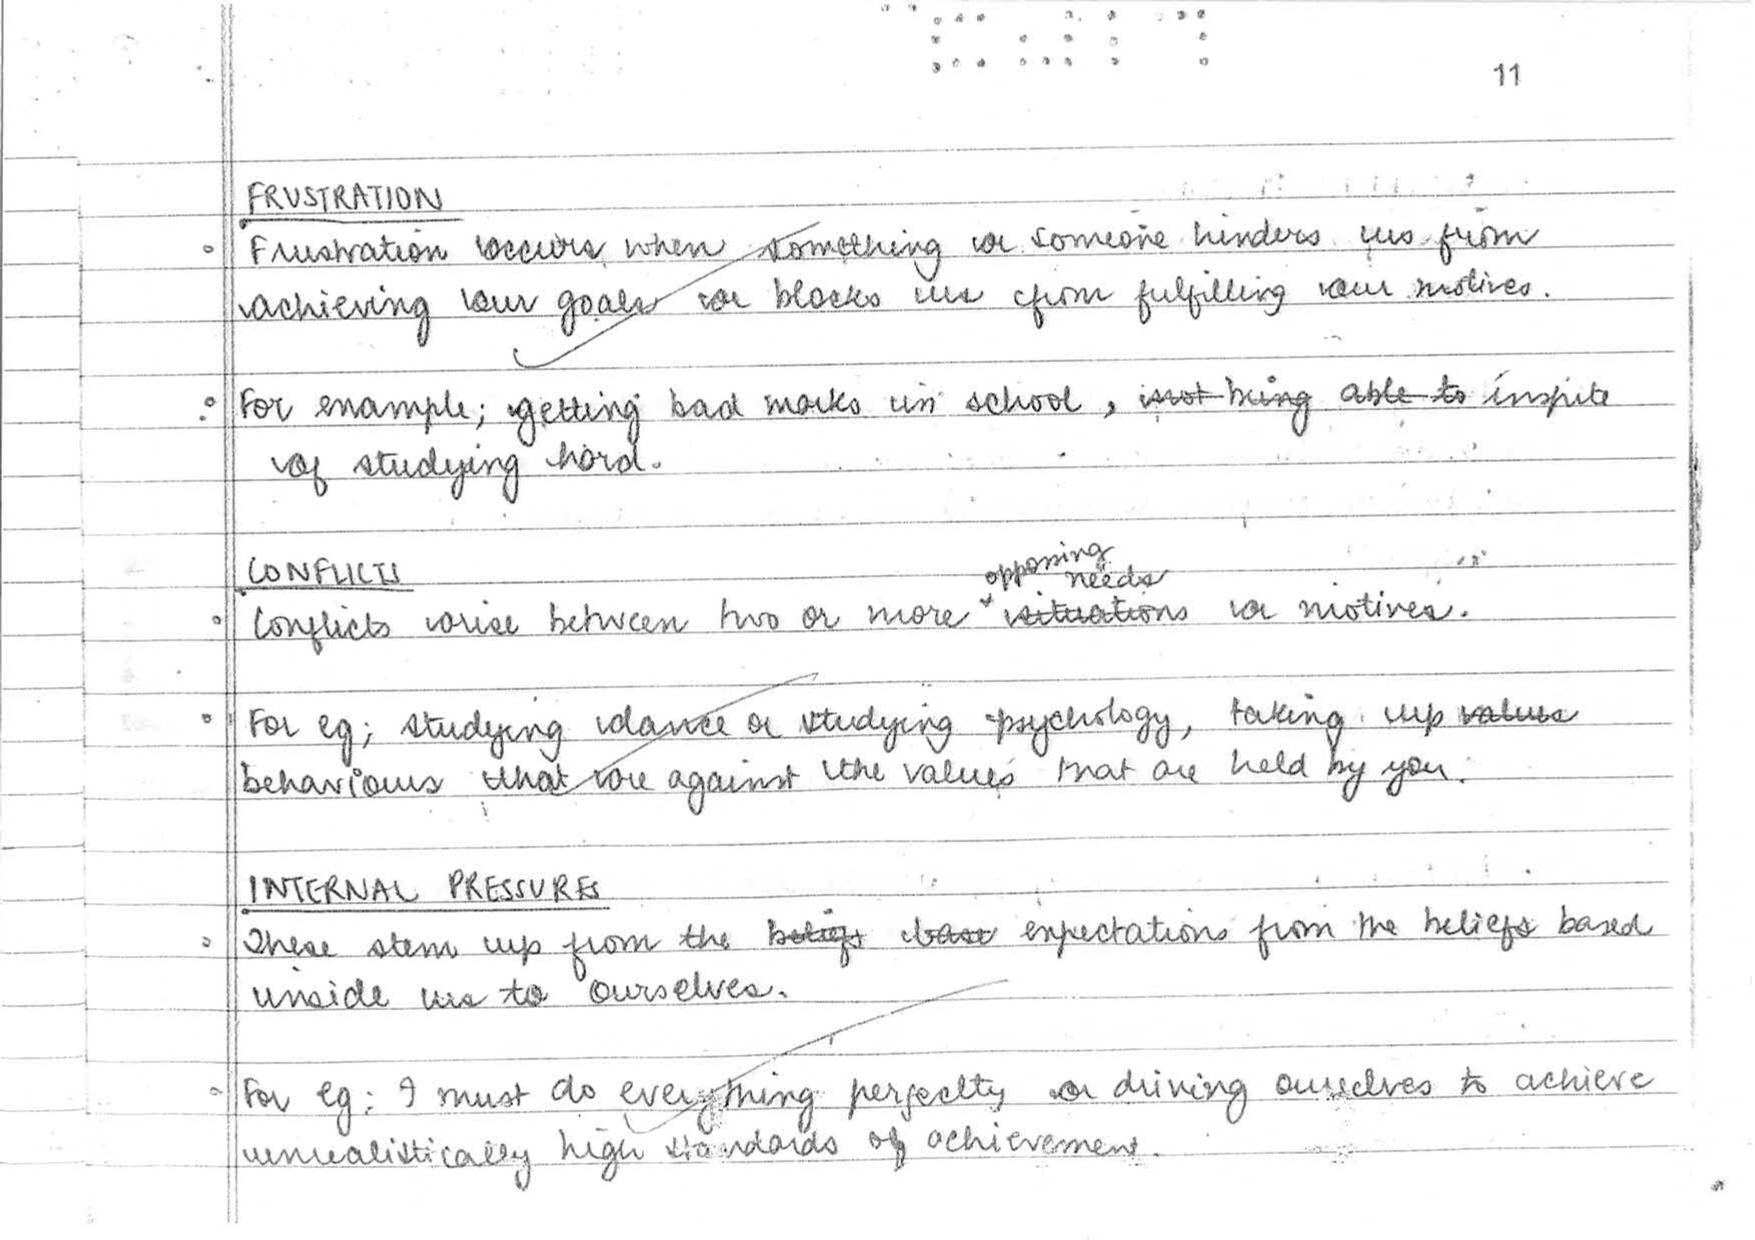 11
FRUSTRATION
Frustration occurs when something or someone hinders us from
achieving our goals or blocks us from fulfilling our motives.
For example; getting bad marks in school, ~~not being able to~~ inspite
of studying hard.
CONFLICTS
opposing
needs
Conflicts arise between two or more ~~situations~~ or motives.
For eg; studying dance or studying psychology, taking up ~~values~~
behaviours that are against the values that are held by you.
INTERNAL PRESSURES
These stem up from ~~the~~ ~~beliefs~~ ~~base~~ expectations from the beliefs based
inside us to ourselves.
For eg: I must do everything perfectly or driving ourselves to achieve
unrealistically high standards of achievement.